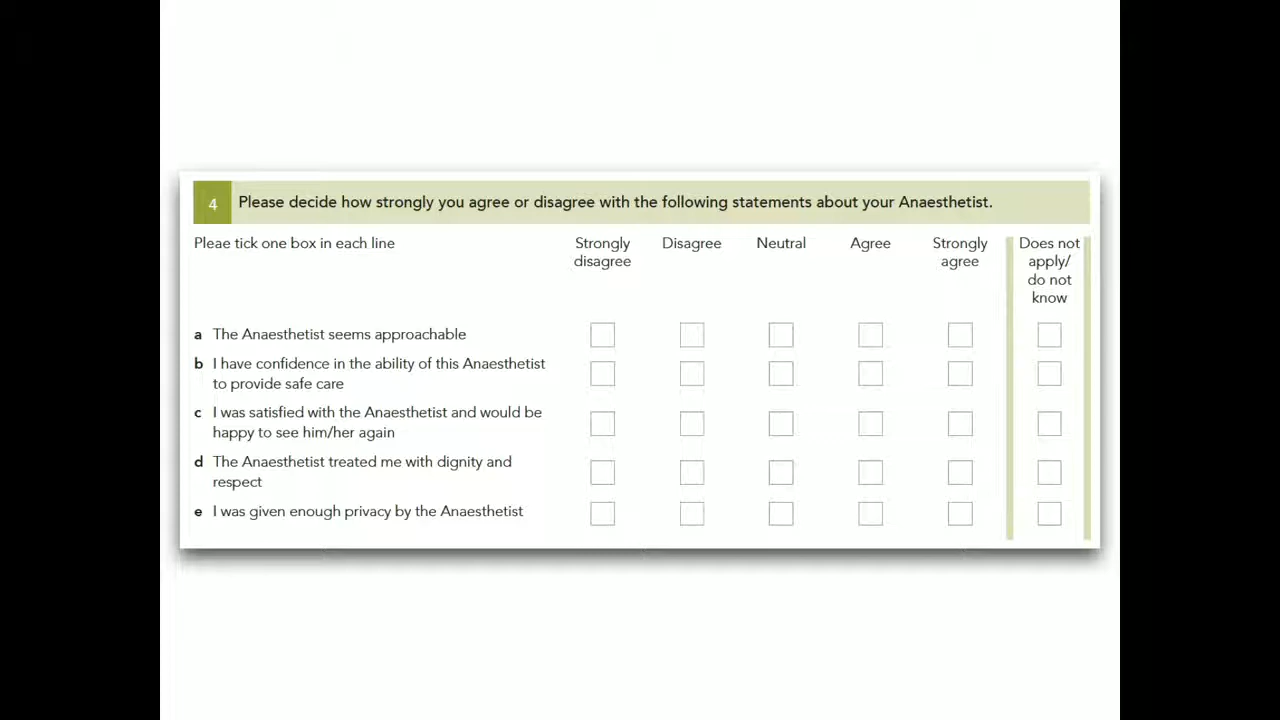 4 Please decide how strongly you agree or disagree with the following statements about your Anaesthetist.
Pleae tick one box in each line
Strongly
disagree
Disagree
Neutral
Agree
Strongly
agree
Does not
apply/
do not
know
a The Anaesthetist seems approachable
b I have confidence in the ability of this Anaesthetist
to provide safe care
c I was satisfied with the Anaesthetist and would be
happy to see him/her again
d The Anaesthetist treated me with dignity and
respect
e I was given enough privacy by the Anaesthetist